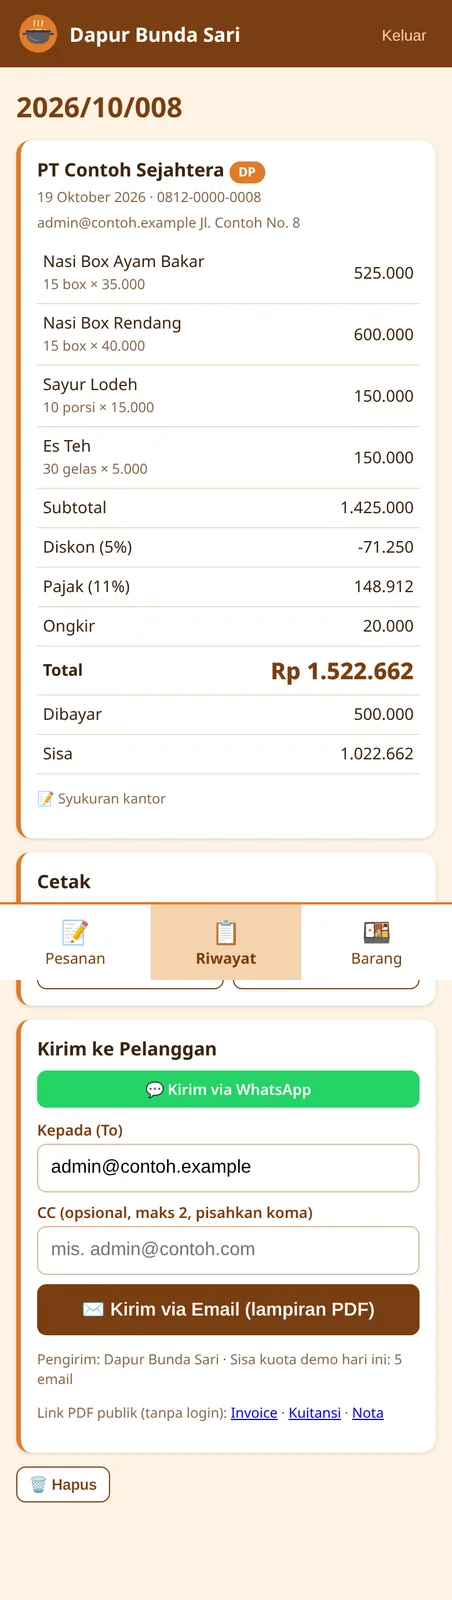 Dapur Bunda Sari
Keluar
2026/10/008
PT Contoh Sejahtera DP
19 Oktober 2026 · 0812-0000-0008
admin@contoh.example Jl. Contoh No. 8
Nasi Box Ayam Bakar
15 box × 35.000
525.000
Nasi Box Rendang
15 box × 40.000
600.000
Sayur Lodeh
10 porsi × 15.000
150.000
Es Teh
30 gelas × 5.000
150.000
Subtotal 1.425.000
Diskon (5%) -71.250
Pajak (11%) 148.912
Ongkir 20.000
Total Rp 1.522.662
Dibayar 500.000
Sisa 1.022.662
📝 Syukuran kantor
Cetak
Pesanan
Riwayat
Barang
Kirim ke Pelanggan
💬 Kirim via WhatsApp
Kepada (To)
admin@contoh.example
CC (opsional, maks 2, pisahkan koma)
mis. admin@contoh.com
✉️ Kirim via Email (lampiran PDF)
Pengirim: Dapur Bunda Sari · Sisa kuota demo hari ini: 5
email
Link PDF publik (tanpa login): Invoice · Kuitansi · Nota
🗑️ Hapus